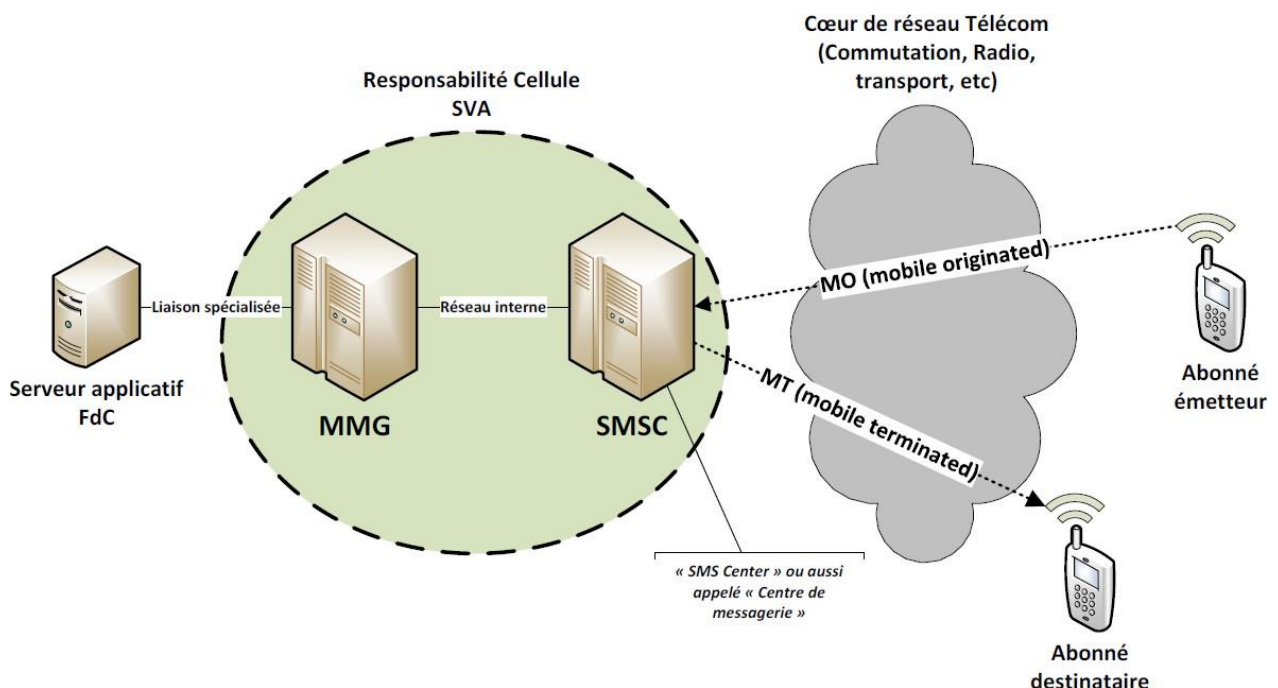 Cœur de réseau Télécom
(Commutation, Radio,
transport, etc)
Responsabilité Cellule
SVA
MO (mobile originated)
Liaison spécialisée
Réseau interne
MT (mobile terminated)
Serveur applicatif
FdC
MMG
SMSC
Abonné
émetteur
« SMS Center » ou aussi
appelé « Centre de
messagerie »
Abonné
destinataire